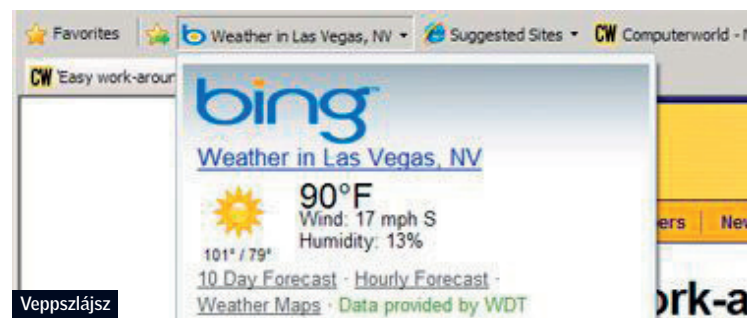 Favorites Weather in Las Vegas, NV Suggested Sites CW Computerworld -
CW 'Easy work-arour
bing
Weather in Las Vegas, NV
90°F
Wind: 17 mph S
Humidity: 13%
101° / 79°
10 Day Forecast · Hourly Forecast ·
Weather Maps · Data provided by WDT
ers | Nev
ork-a
Veppszlájsz